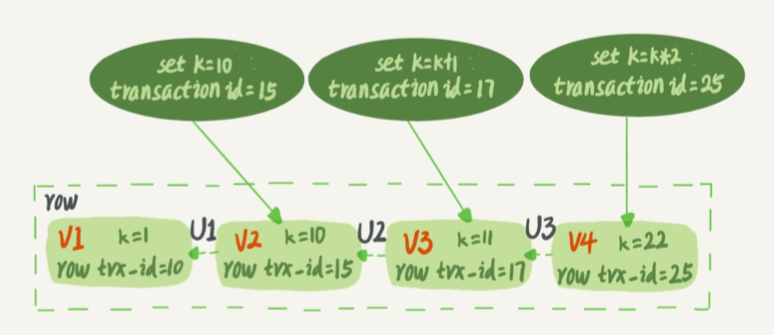 set k=10
transaction id=15
set k=k+1
transaction id=17
set k=k*2
transaction id=25
row
V1 k=1
row trx-id=10
U1
V2 k=10
row trx-id=15
U2
V3 k=11
row trx-id=17
U3
V4 k=22
row trx-id=25